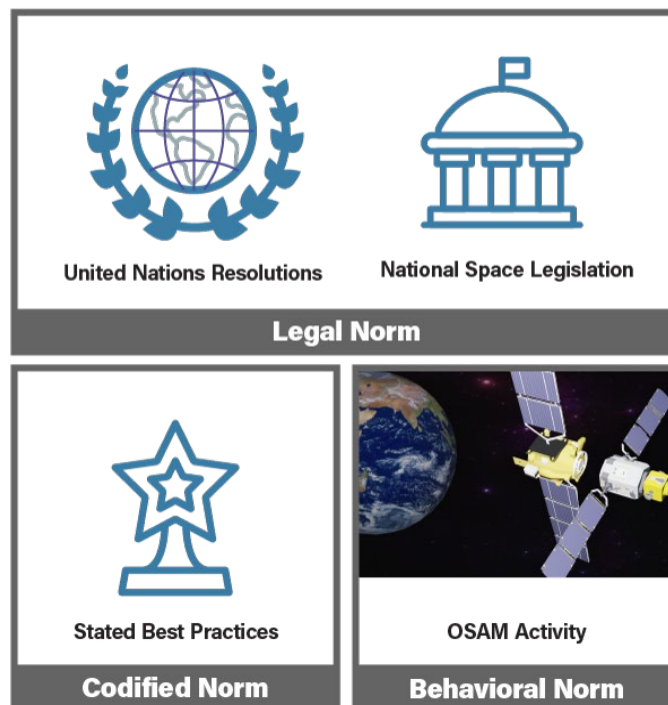 United Nations Resolutions
National Space Legislation
Legal Norm
Stated Best Practices
OSAM Activity
Codified Norm
Behavioral Norm